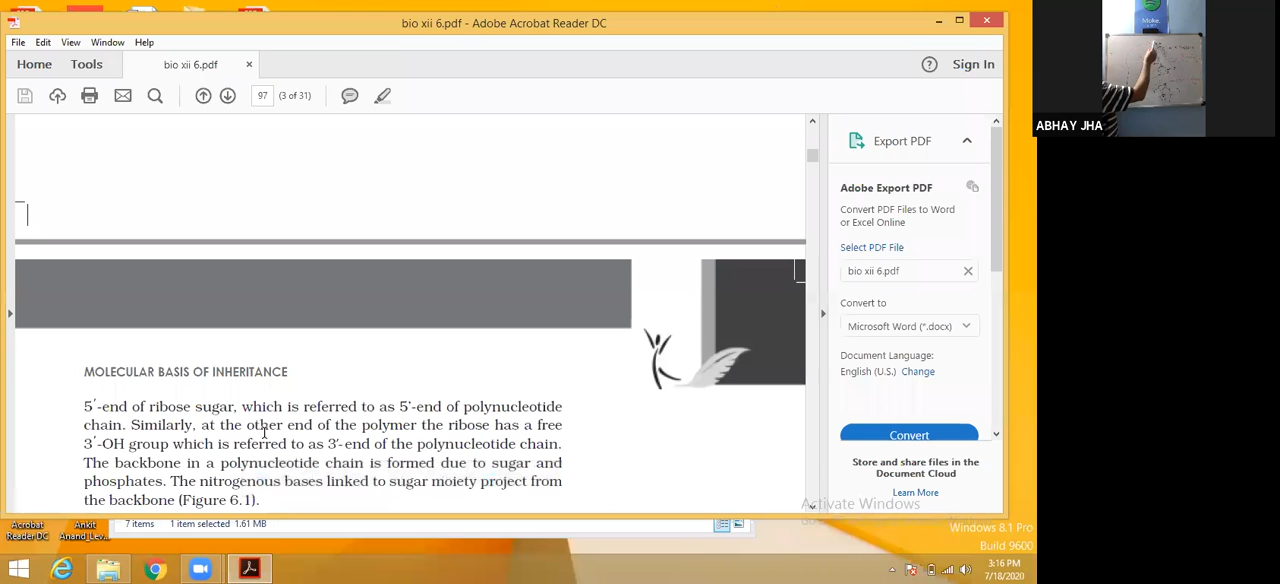 bio xii 6.pdf - Adobe Acrobat Reader DC
File Edit View Window Help
Home Tools bio xii 6.pdf × ? Sign In
97 (3 of 31)
Export PDF
Adobe Export PDF
Convert PDF Files to Word
or Excel Online
Select PDF File
bio xii 6.pdf
Convert to
Microsoft Word (*.docx)
Document Language:
English (U.S.) Change
Convert
Store and share files in the
Document Cloud
Learn More
MOLECULAR BASIS OF INHERITANCE
5′-end of ribose sugar, which is referred to as 5’-end of polynucleotide
chain. Similarly, at the other end of the polymer the ribose has a free
3′-OH group which is referred to as 3′-end of the polynucleotide chain.
The backbone in a polynucleotide chain is formed due to sugar and
phosphates. The nitrogenous bases linked to sugar moiety project from
the backbone (Figure 6.1).
Make.
ABHAY JHA
Activate Windows
Acrobat
Reader DC
Ankit
Anand_Lev...
7 items 1 item selected 1.61 MB
Windows 8.1 Pro
Build 9600
3:16 PM
7/18/2020